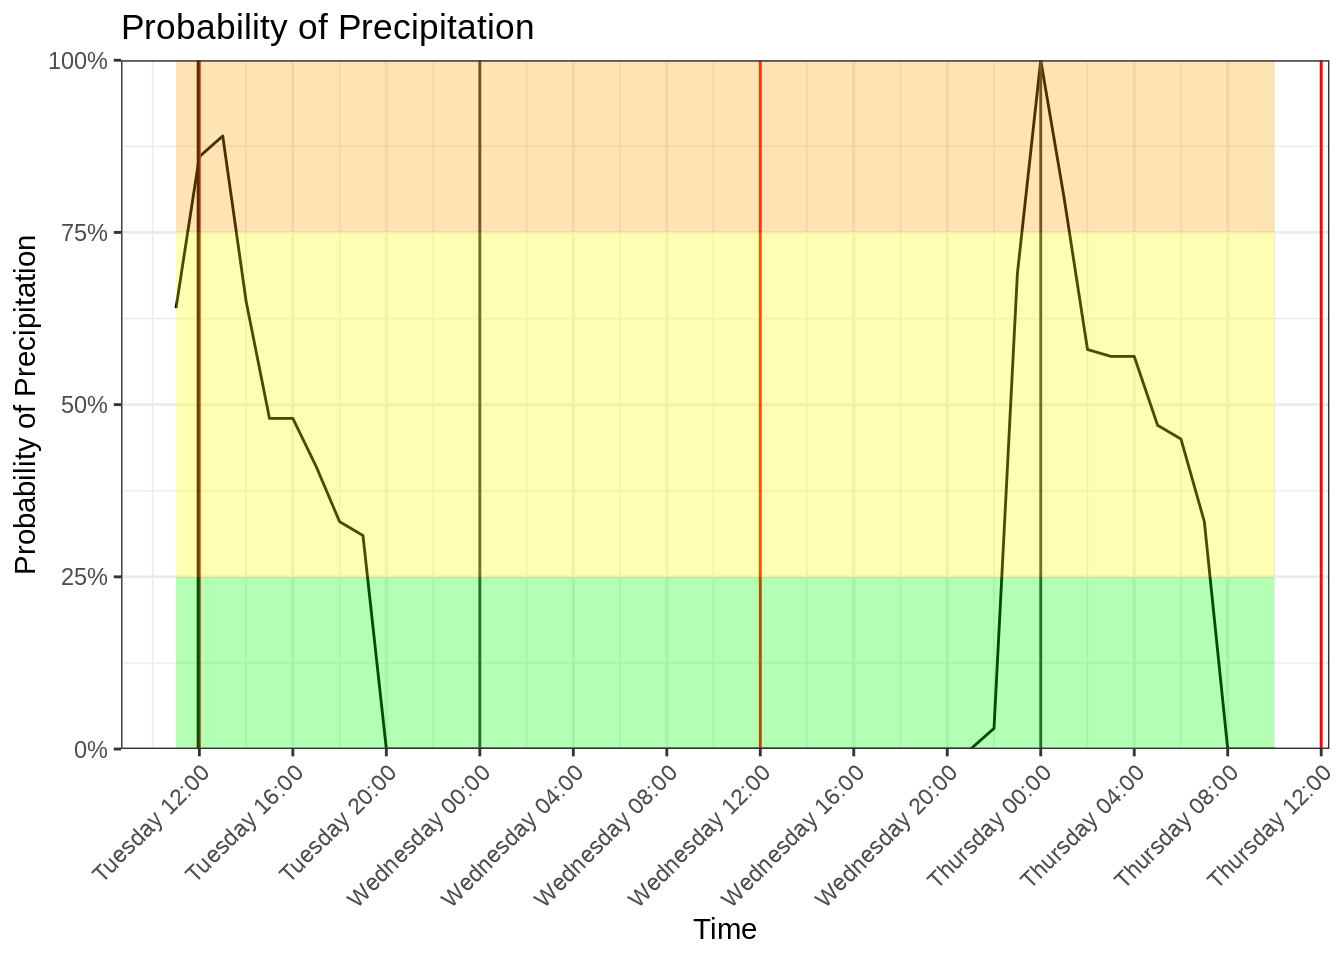 Probability of Precipitation
Probability of Precipitation
100%
75%
50%
25%
0%
Tuesday 12:00
Tuesday 16:00
Tuesday 20:00
Wednesday 00:00
Wednesday 04:00
Wednesday 08:00
Wednesday 12:00
Wednesday 16:00
Wednesday 20:00
Thursday 00:00
Thursday 04:00
Thursday 08:00
Thursday 12:00
Time